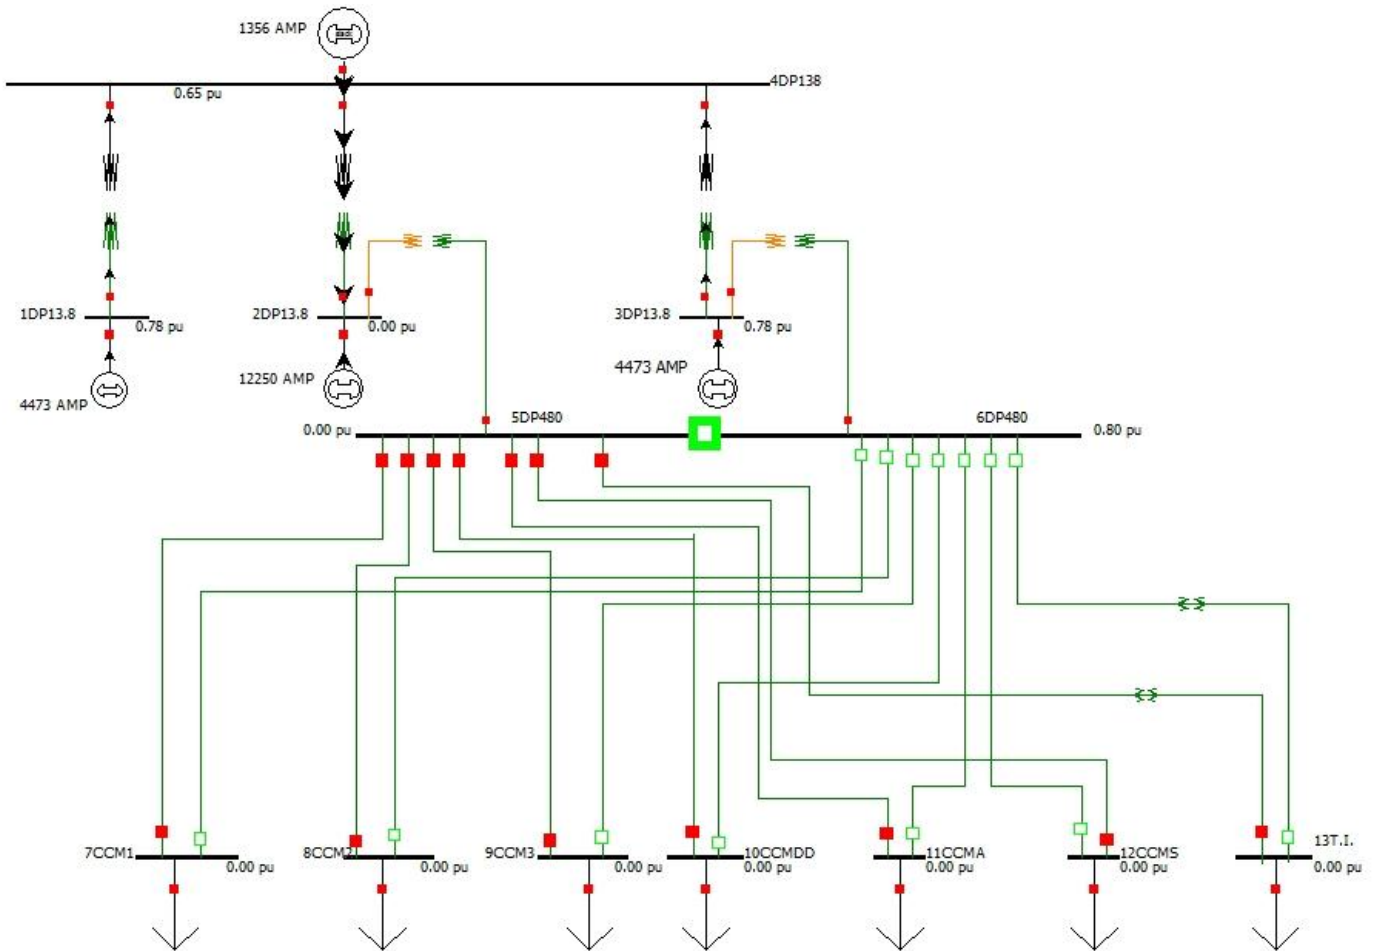 1356 AMP
4DP138
0.65 pu
1DP13.8
0.78 pu
2DP13.8
0.00 pu
3DP13.8
0.78 pu
4473 AMP
12250 AMP
4473 AMP
0.00 pu
5DP480
6DP480
0.80 pu
7CCM1
0.00 pu
8CCM2
0.00 pu
9CCM3
0.00 pu
10CCMDD
0.00 pu
11CCMA
0.00 pu
12CCMS
0.00 pu
13T.I.
0.00 pu